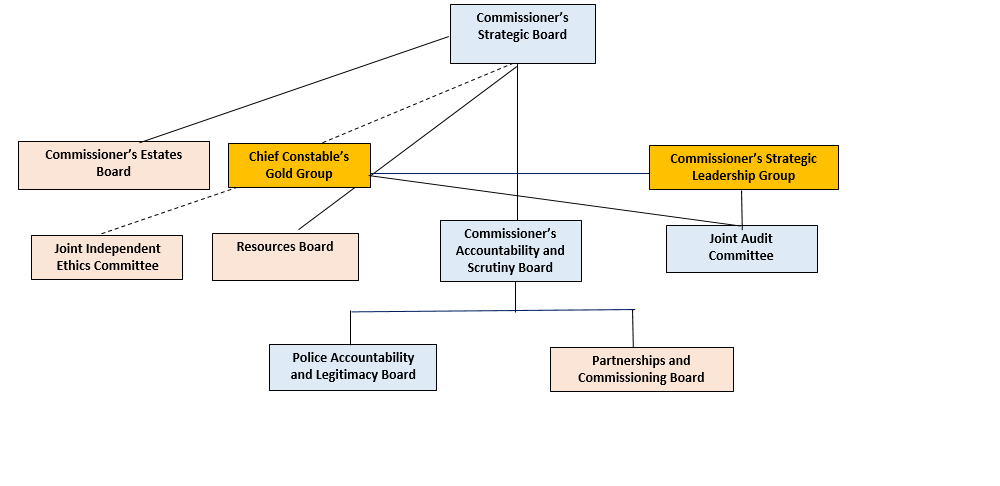 Commissioner’s
Strategic Board
Commissioner’s Estates
Board
Chief Constable’s
Gold Group
Commissioner’s Strategic
Leadership Group
Joint Independent
Ethics Committee
Resources Board
Commissioner’s
Accountability and
Scrutiny Board
Joint Audit
Committee
Police Accountability
and Legitimacy Board
Partnerships and
Commissioning Board